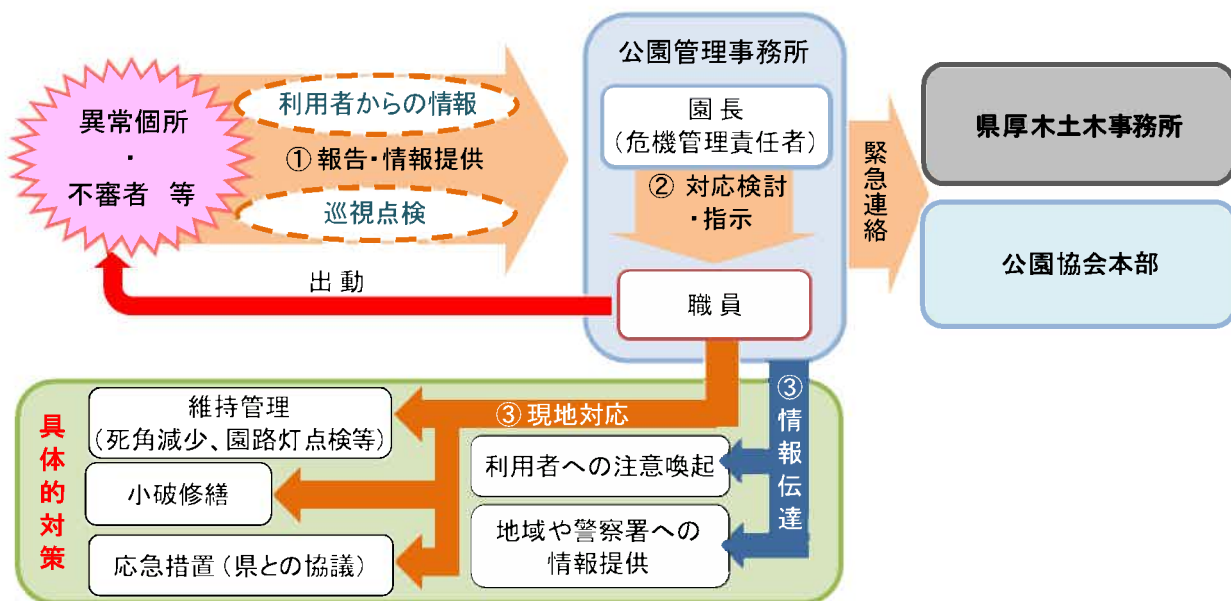 異常個所
・
不審者 等
利用者からの情報
① 報告・情報提供
巡視点検
出 動
公園管理事務所
園 長
(危機管理責任者)
② 対応検討
・指示
職 員
緊急連絡
県厚木土木事務所
公園協会本部
具体的対策
③ 現地対応
維持管理
(死角減少、園路灯点検等)
小破修繕
応急措置 (県との協議)
③ 情報伝達
利用者への注意喚起
地域や警察署への
情報提供